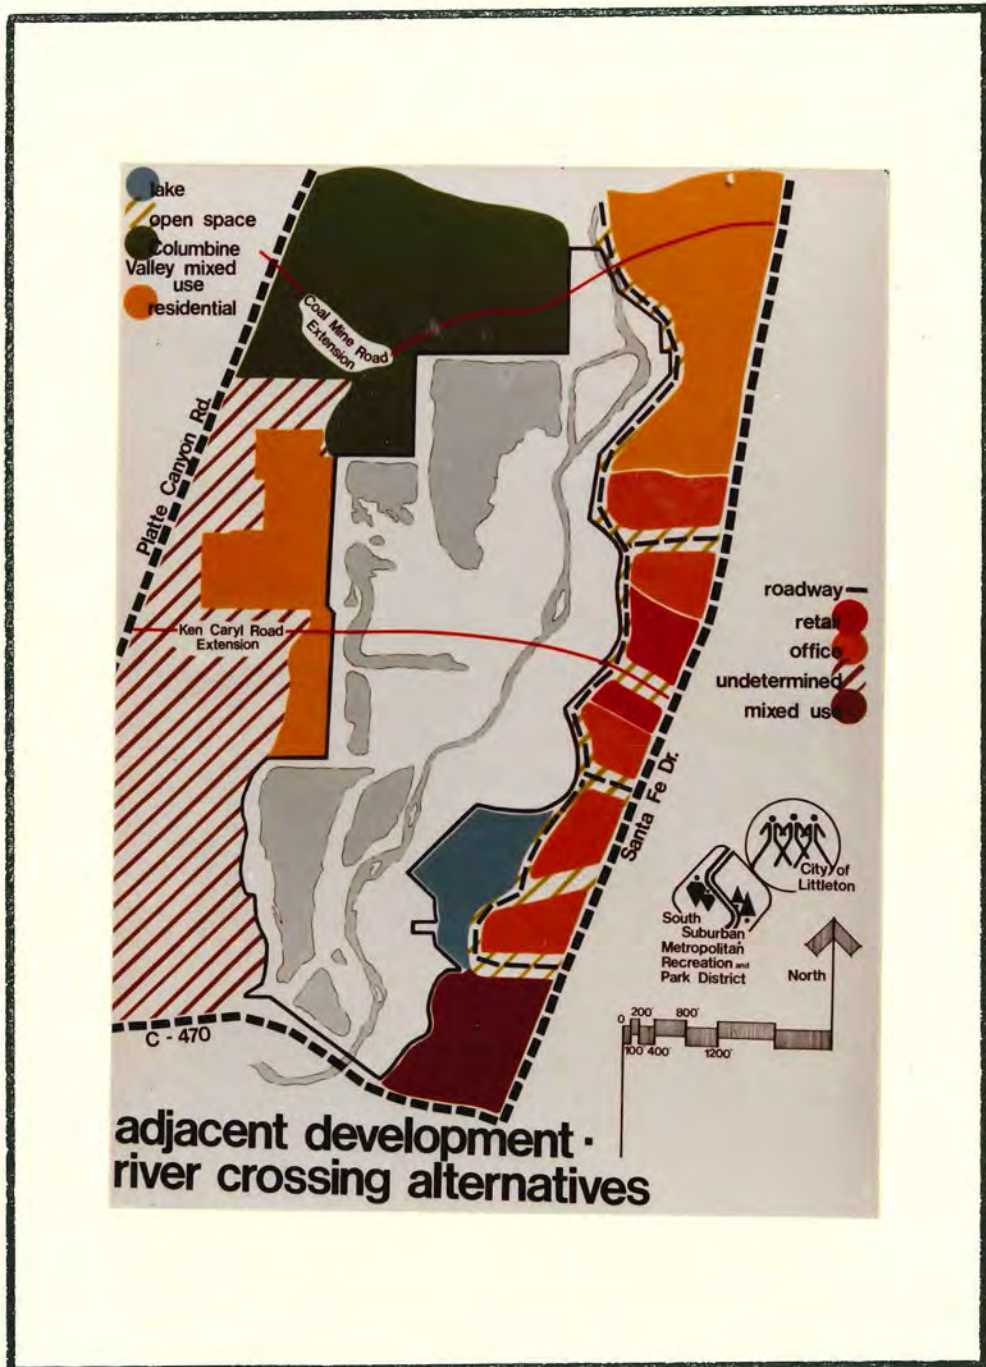 lake
open space
Columbine
Valley mixed
use
residential
Coal Mine Road
Extension
Platte Canyon Rd.
Ken Caryl Road
Extension
roadway
retail
office
undetermined
mixed use
Santa Fe Dr.
City of
Littleton
South
Suburban
Metropolitan
Recreation and
Park District
North
0 200' 800'
100' 400' 1200'
C - 470
adjacent development ·
river crossing alternatives